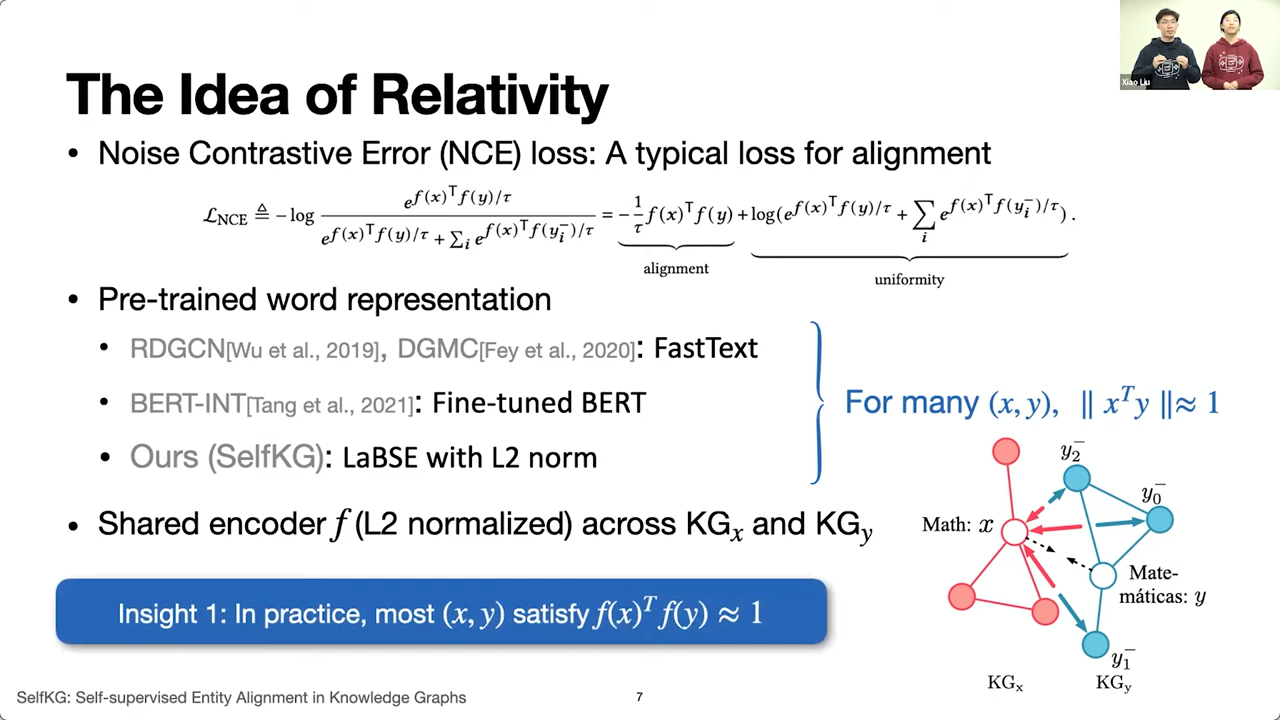 Xiao Liu
The Idea of Relativity
• Noise Contrastive Error (NCE) loss: A typical loss for alignment
ℒ_NCE ≜ − log e^{f(x)^T f(y)/τ} / (e^{f(x)^T f(y)/τ} + ∑_i e^{f(x)^T f(y_i^-)/τ}) = − 1/τ f(x)^T f(y) + log(e^{f(x)^T f(y)/τ} + ∑_i e^{f(x)^T f(y_i^-)/τ}) .
alignment
uniformity
• Pre-trained word representation
• RDGCN[Wu et al., 2019], DGMC[Fey et al., 2020]: FastText
• BERT-INT[Tang et al., 2021]: Fine-tuned BERT
• Ours (SelfKG): LaBSE with L2 norm
For many (x, y), ∥ x^T y ∥≈ 1
• Shared encoder f (L2 normalized) across KG_x and KG_y
Insight 1: In practice, most (x, y) satisfy f(x)^T f(y) ≈ 1
y_2^-
y_0^-
Math: x
Mate-
máticas: y
y_1^-
KG_x
KG_y
SelfKG: Self-supervised Entity Alignment in Knowledge Graphs
7